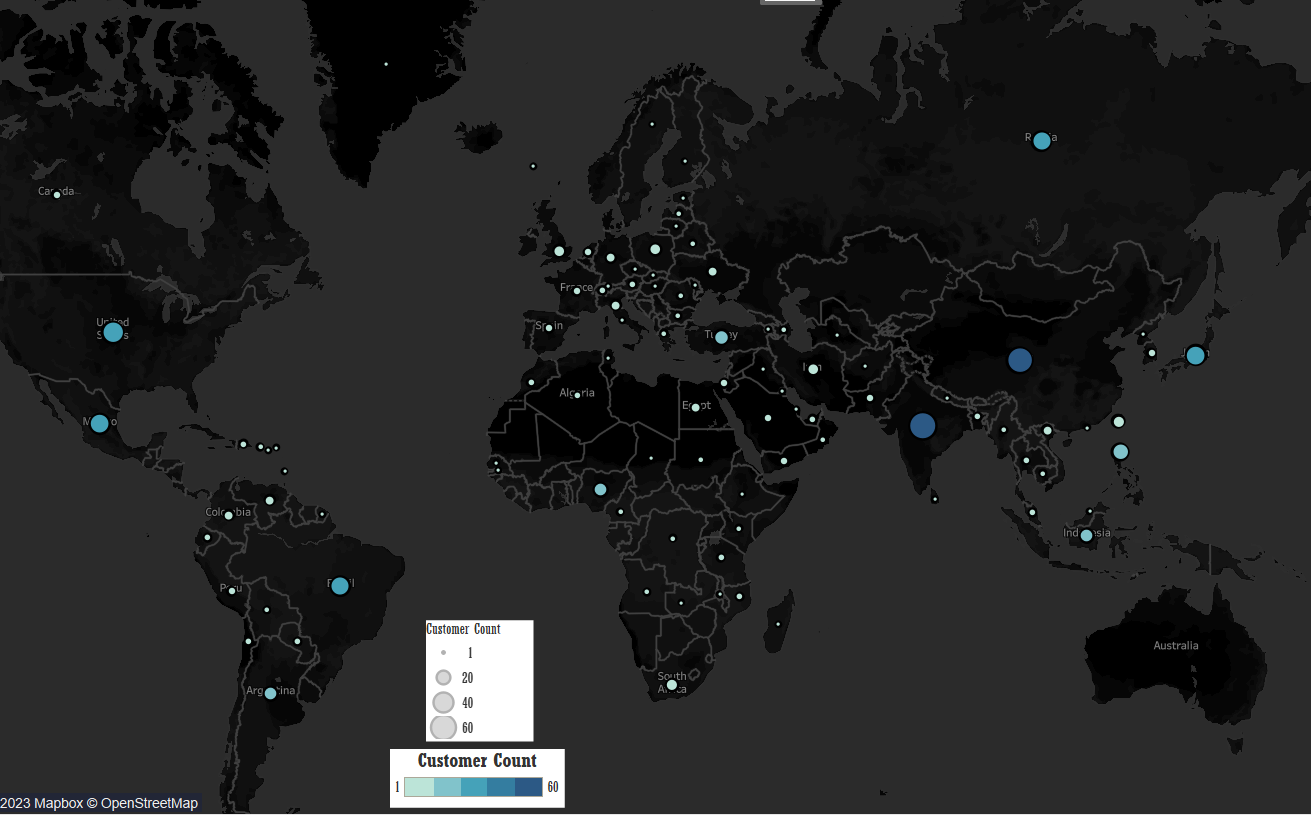 Canada
United
States
Mexico
Colombia
Peru
Brazil
Argentina
France
Spain
Algeria
Egypt
Turkey
Iran
Russia
Japan
Indonesia
South
Africa
Australia
Customer Count
1
20
40
60
Customer Count
1
60
2023 Mapbox © OpenStreetMap